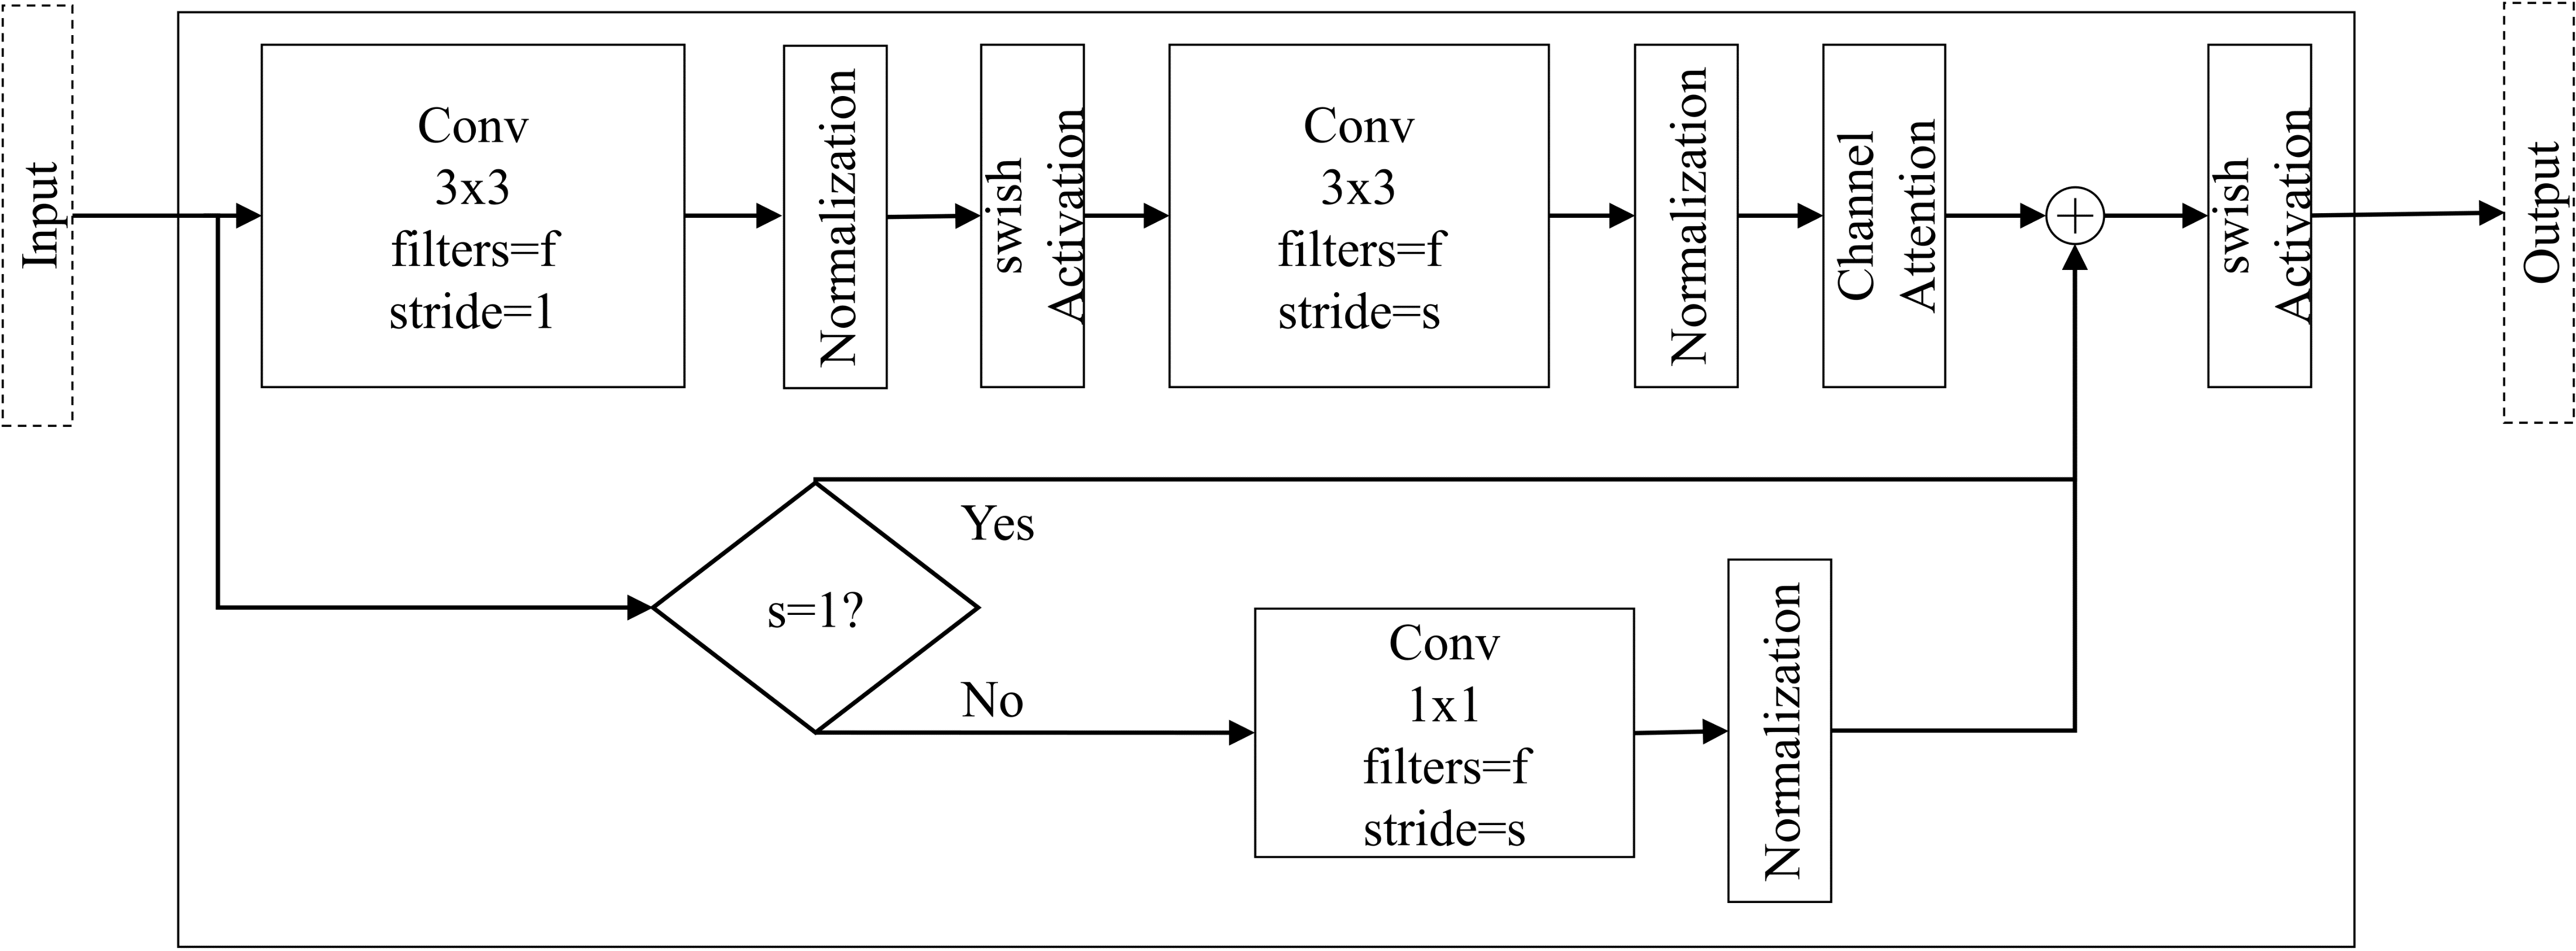 Input
Conv
3x3
filters=f
stride=1
Normalization
swish
Activation
Conv
3x3
filters=f
stride=s
Normalization
Channel
Attention
swish
Activation
Output
s=1?
Yes
No
Conv
1x1
filters=f
stride=s
Normalization